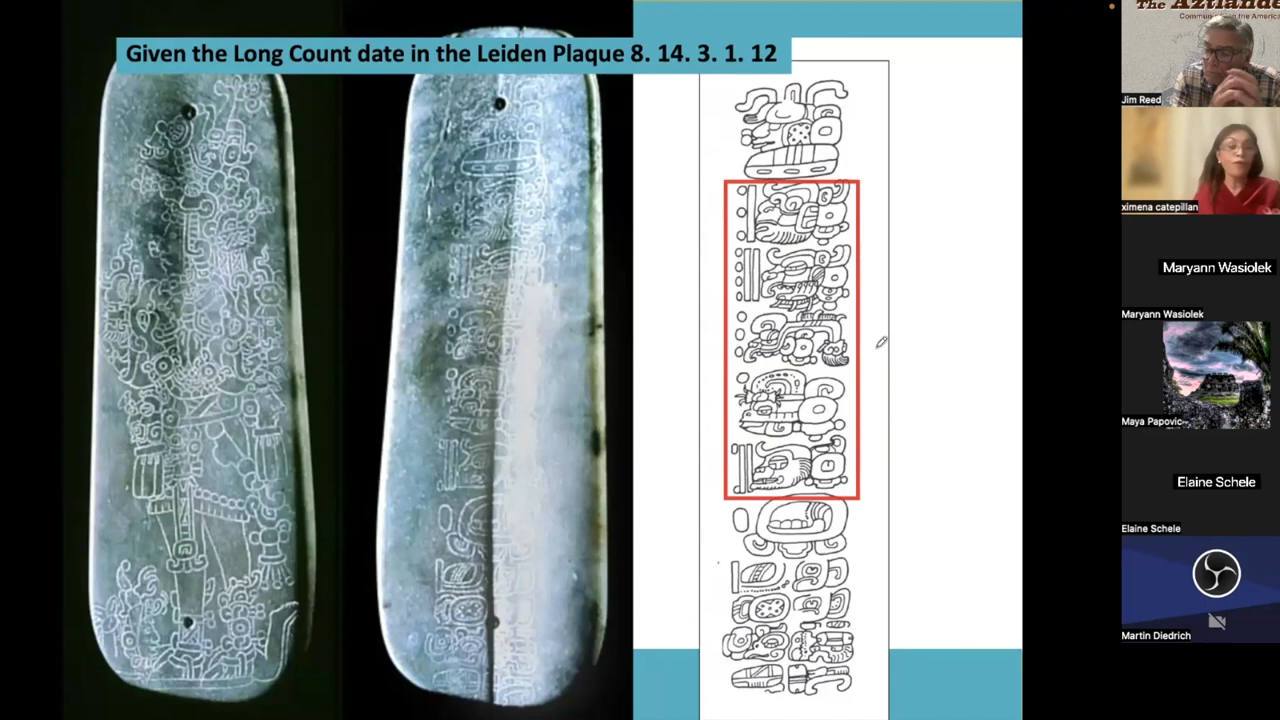 Given the Long Count date in the Leiden Plaque 8. 14. 3. 1. 12
The Aztlander
Jim Reed
ximena catepillan
Maryann Wasiolek
Maryann Wasiolek
Maya Papovic
Elaine Schele
Elaine Schele
Martin Diedrich